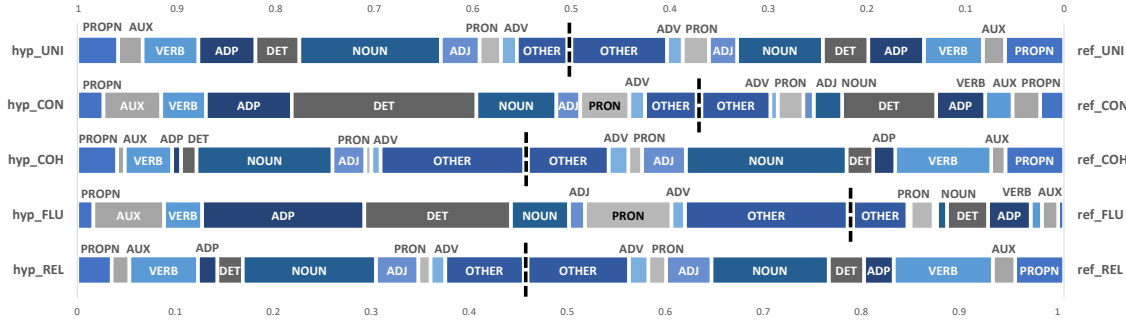 1 0.9 0.8 0.7 0.6 0.5 0.4 0.3 0.2 0.1 0
PROPN AUX PRON ADV ADV PRON AUX
hyp_UNI VERB ADP DET NOUN ADJ OTHER OTHER ADJ NOUN DET ADP VERB PROPN ref_UNI
PROPN ADV ADV PRON ADJ NOUN VERB AUX PROPN
hyp_CON AUX VERB ADP DET NOUN ADJ PRON OTHER OTHER DET ADP ref_CON
PROPN AUX ADP DET PRON ADV ADV PRON ADP AUX
hyp_COH VERB NOUN ADJ OTHER OTHER ADJ NOUN DET VERB PROPN ref_COH
PROPN ADJ ADV PRON NOUN VERB AUX
hyp_FLU AUX VERB ADP DET NOUN PRON OTHER OTHER DET ADP ref_FLU
PROPN AUX ADP PRON ADV ADV PRON AUX
hyp_REL VERB DET NOUN ADJ OTHER OTHER ADJ NOUN DET ADP VERB PROPN ref_REL
0 0.1 0.2 0.3 0.4 0.5 0.6 0.7 0.8 0.9 1